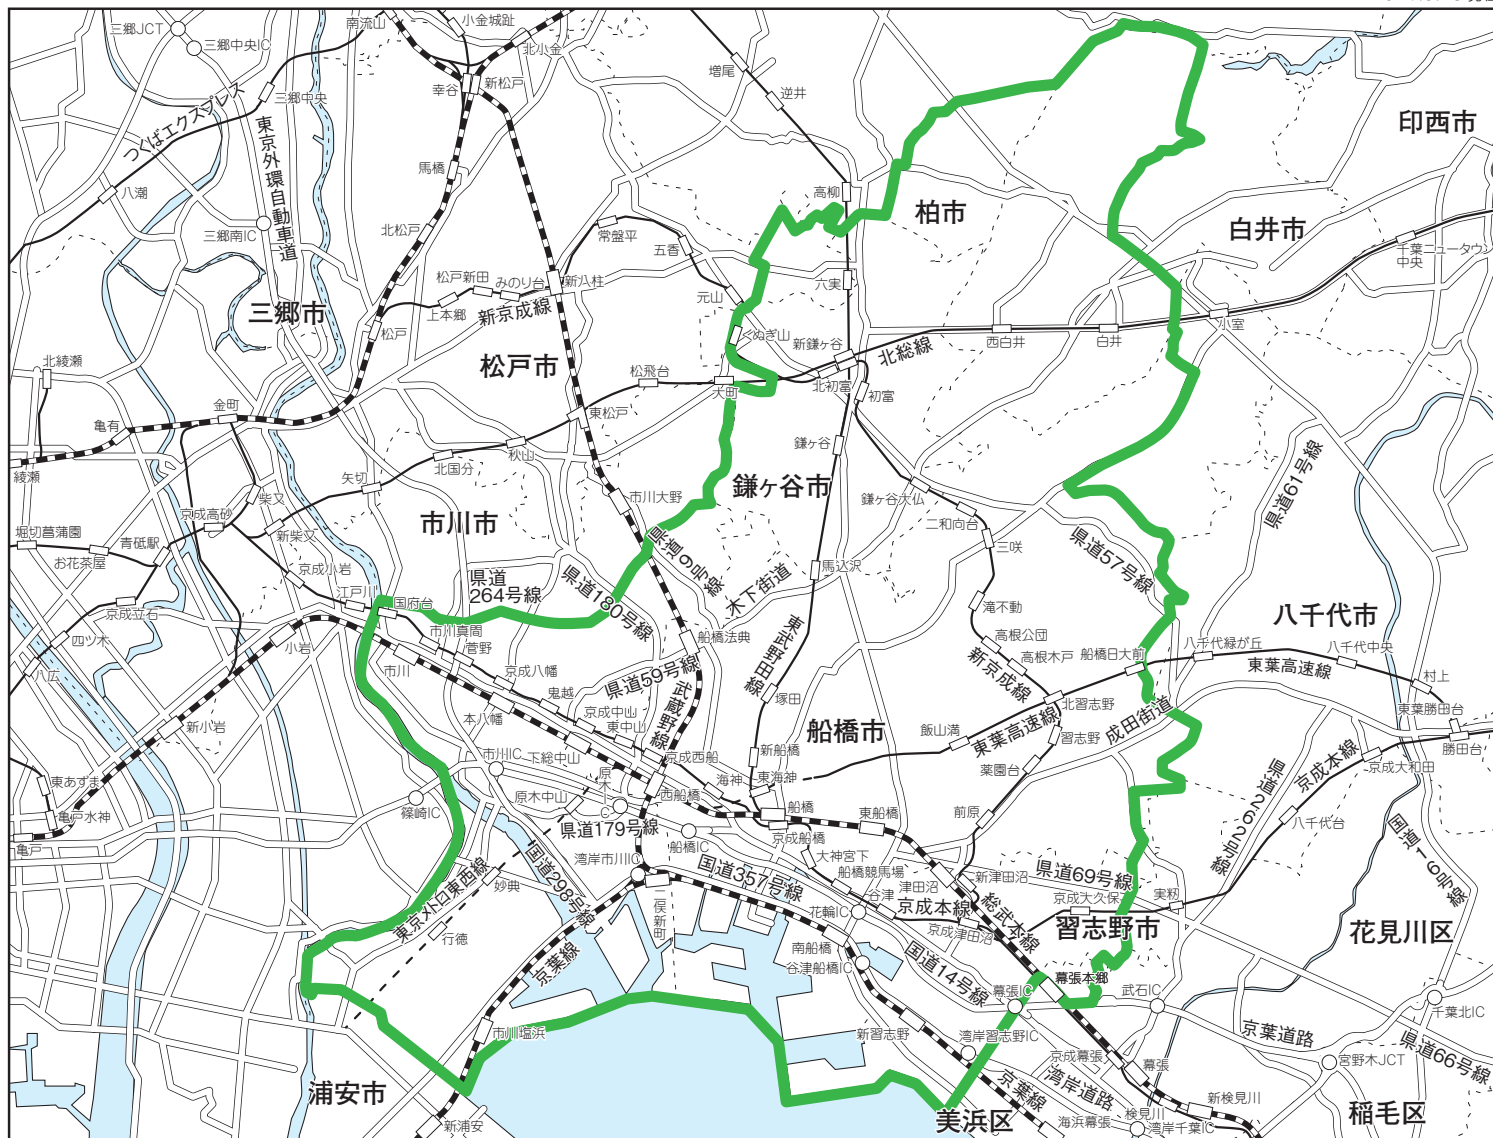 三郷JCT
三郷中央IC
南流山
小金城趾
北小金
幸谷
新松戸
増尾
逆井
印西市
三郷中央
つくばエクスプレス
東京外環自動車道
八潮
馬橋
三郷南IC
北松戸
常盤平
五香
高柳
柏市
白井市
千葉ニュータウン
中央
松戸新田
みのり台
新八柱
元山
六実
三郷市
上本郷
新京成線
松戸
くぬぎ山
新鎌ヶ谷
北総線
西白井
白井
小室
北綾瀬
松戸市
松飛台
大町
北初富
初富
金町
亀有
東松戸
綾瀬
矢切
北国分
秋山
鎌ヶ谷
鎌ヶ谷市
市川大野
鎌ヶ谷大仏
県道61号線
柴又
京成高砂
新柴又
市川市
二和向台
三咲
堀切菖蒲園
お花茶屋
青砥駅
京成小岩
県道9号線
県道57号線
県道
264号線
県道180号線
木下街道
馬込沢
京成立石
江戸川
国府台
滝不動
八千代市
四ツ木
小岩
市川真間
菅野
船橋法典
東武野田線
高根公団
高根木戸
新京成線
船橋日大前
八千代緑が丘
八千代中央
東葉高速線
村上
八広
市川
京成八幡
鬼越
県道59号線
武蔵野線
塚田
北習志野
東葉勝田台
勝田台
新小岩
本八幡
京成中山
東中山
船橋市
飯山満
東葉高速線
習志野
成田街道
京成本線
京成大和田
東あずま
市川IC
下総中山
京成西船
新船橋
薬園台
亀戸水神
亀戸
篠崎IC
原木中山
原木IC
西船橋
海神
東海神
船橋
東船橋
前原
県道262号線
八千代台
国道16号線
県道179号線
船橋IC
京成船橋
大神宮下
湾岸市川IC
国道357号線
船橋競馬場
谷津
津田沼
新津田沼
県道69号線
実籾
東京メトロ東西線
妙典
国道298号線
二俣新町
花輪IC
京成本線
京成津田沼
総武本線
京成大久保
習志野市
花見川区
行徳
京葉線
南船橋
谷津船橋IC
国道14号線
幕張IC
幕張本郷
武石IC
千葉北IC
市川塩浜
新習志野
湾岸習志野IC
京成幕張
幕張
京葉道路
県道66号線
宮野木JCT
浦安市
新浦安
美浜区
京葉線
湾岸道路
海浜幕張
検見川
湾岸千葉IC
新検見川
稲毛区